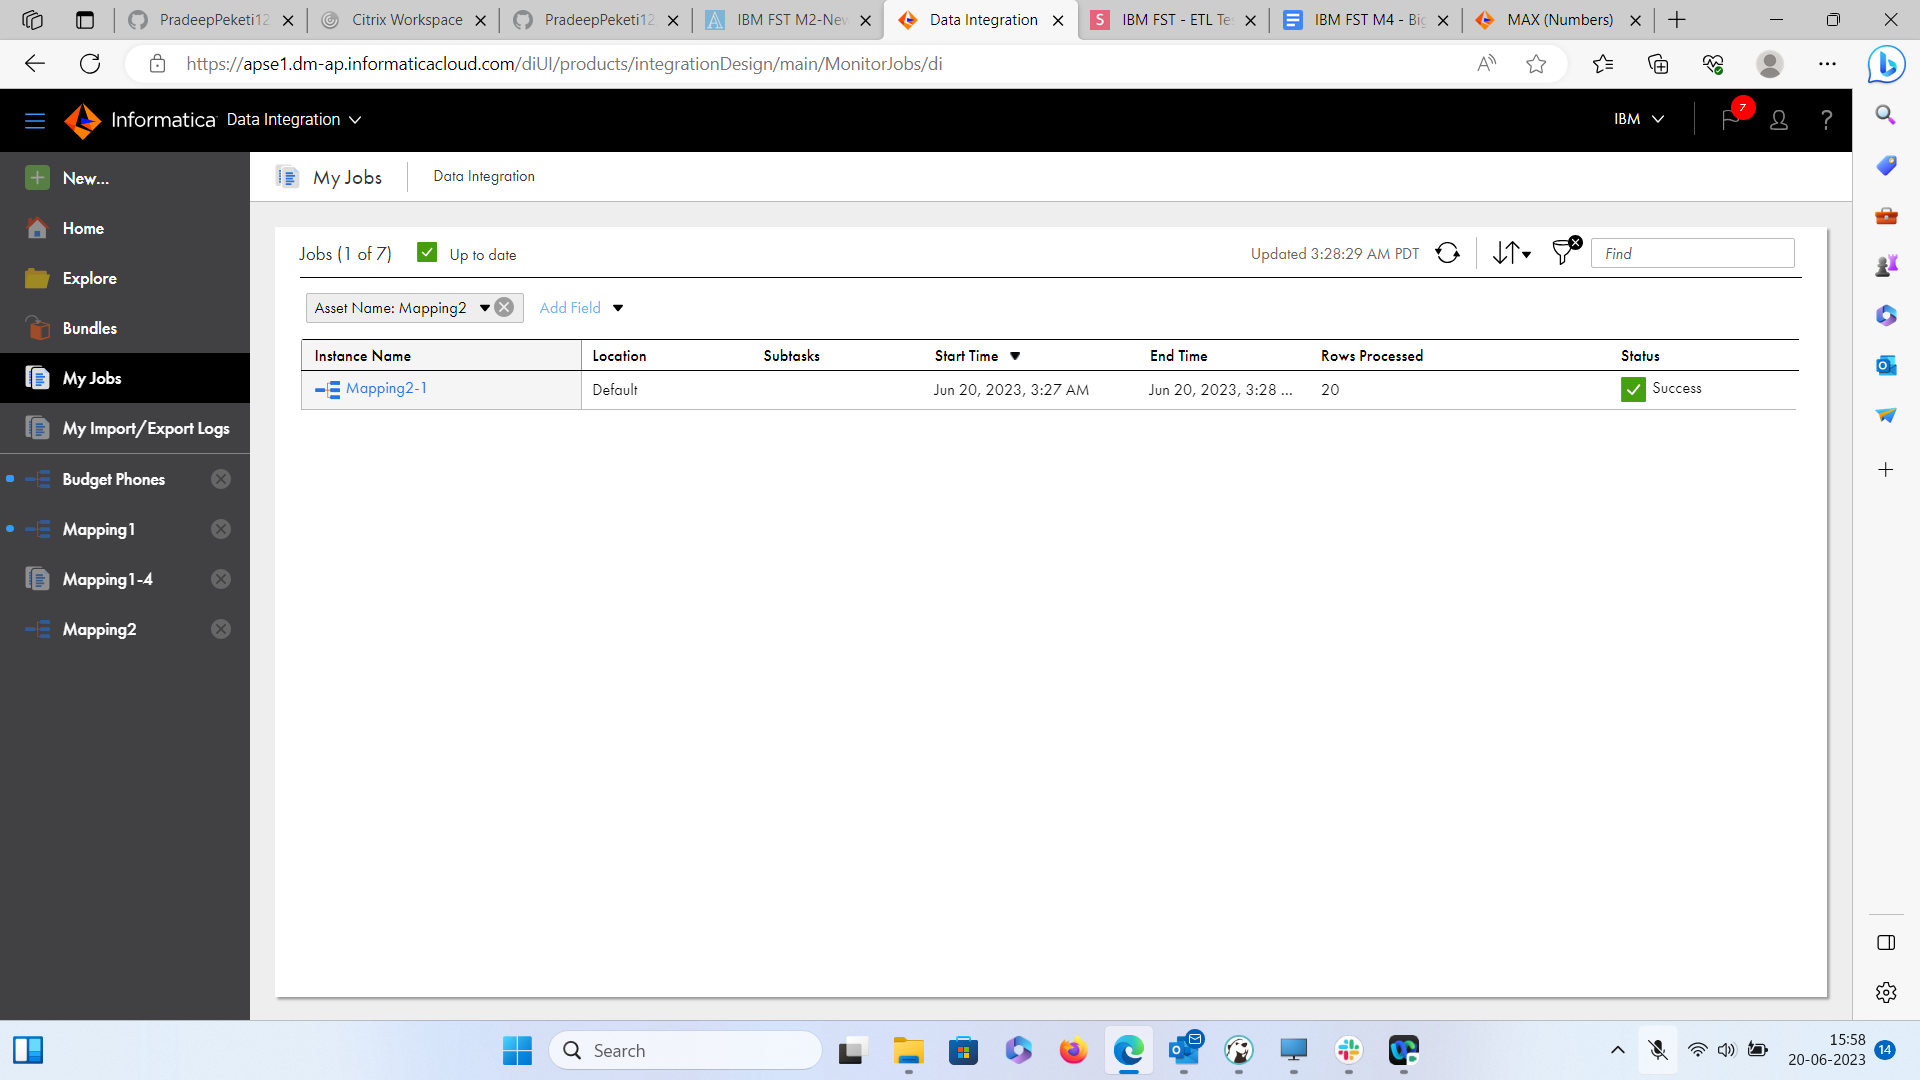 PradeepPeketi12
Citrix Workspace
PradeepPeketi12
IBM FST M2-New
Data Integration
S
IBM FST - ETL Te
IBM FST M4 - Big
MAX (Numbers)
https://apse1.dm-ap.informaticacloud.com/diUI/products/integrationDesign/main/MonitorJobs/di
Informatica
Data Integration
IBM
7
?
New...
Home
Explore
Bundles
My Jobs
My Import/Export Logs
Budget Phones
Mapping1
Mapping1-4
Mapping2
My Jobs
Data Integration
Jobs (1 of 7)
Up to date
Updated 3:28:29 AM PDT
Find
Asset Name: Mapping2
Add Field
Instance Name Location Subtasks Start Time End Time Rows Processed Status
Mapping2-1 Default Jun 20, 2023, 3:27 AM Jun 20, 2023, 3:28 ... 20 Success
Search
15:58
20-06-2023
14